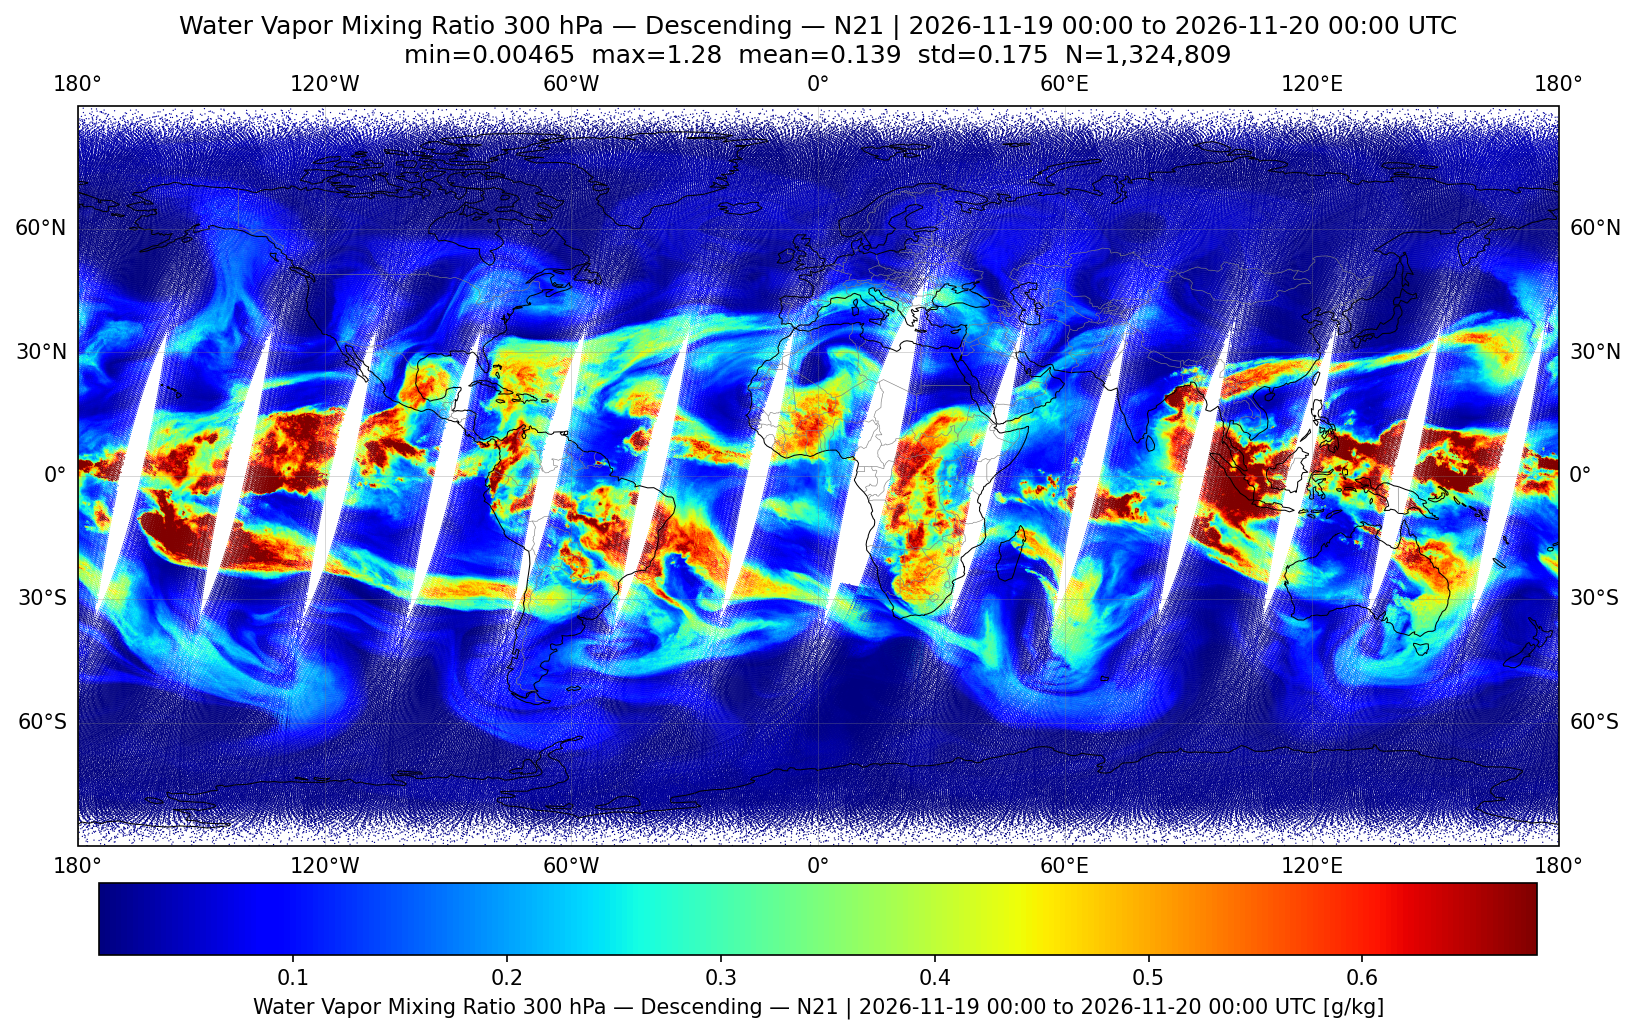 Water Vapor Mixing Ratio 300 hPa — Descending — N21 | 2026-11-19 00:00 to 2026-11-20 00:00 UTC
min=0.00465 max=1.28 mean=0.139 std=0.175 N=1,324,809
180° 120°W 60°W 0° 60°E 120°E 180°
60°N 60°N
30°N 30°N
0° 0°
30°S 30°S
60°S 60°S
180° 120°W 60°W 0° 60°E 120°E 180°
0.1 0.2 0.3 0.4 0.5 0.6
Water Vapor Mixing Ratio 300 hPa — Descending — N21 | 2026-11-19 00:00 to 2026-11-20 00:00 UTC [g/kg]